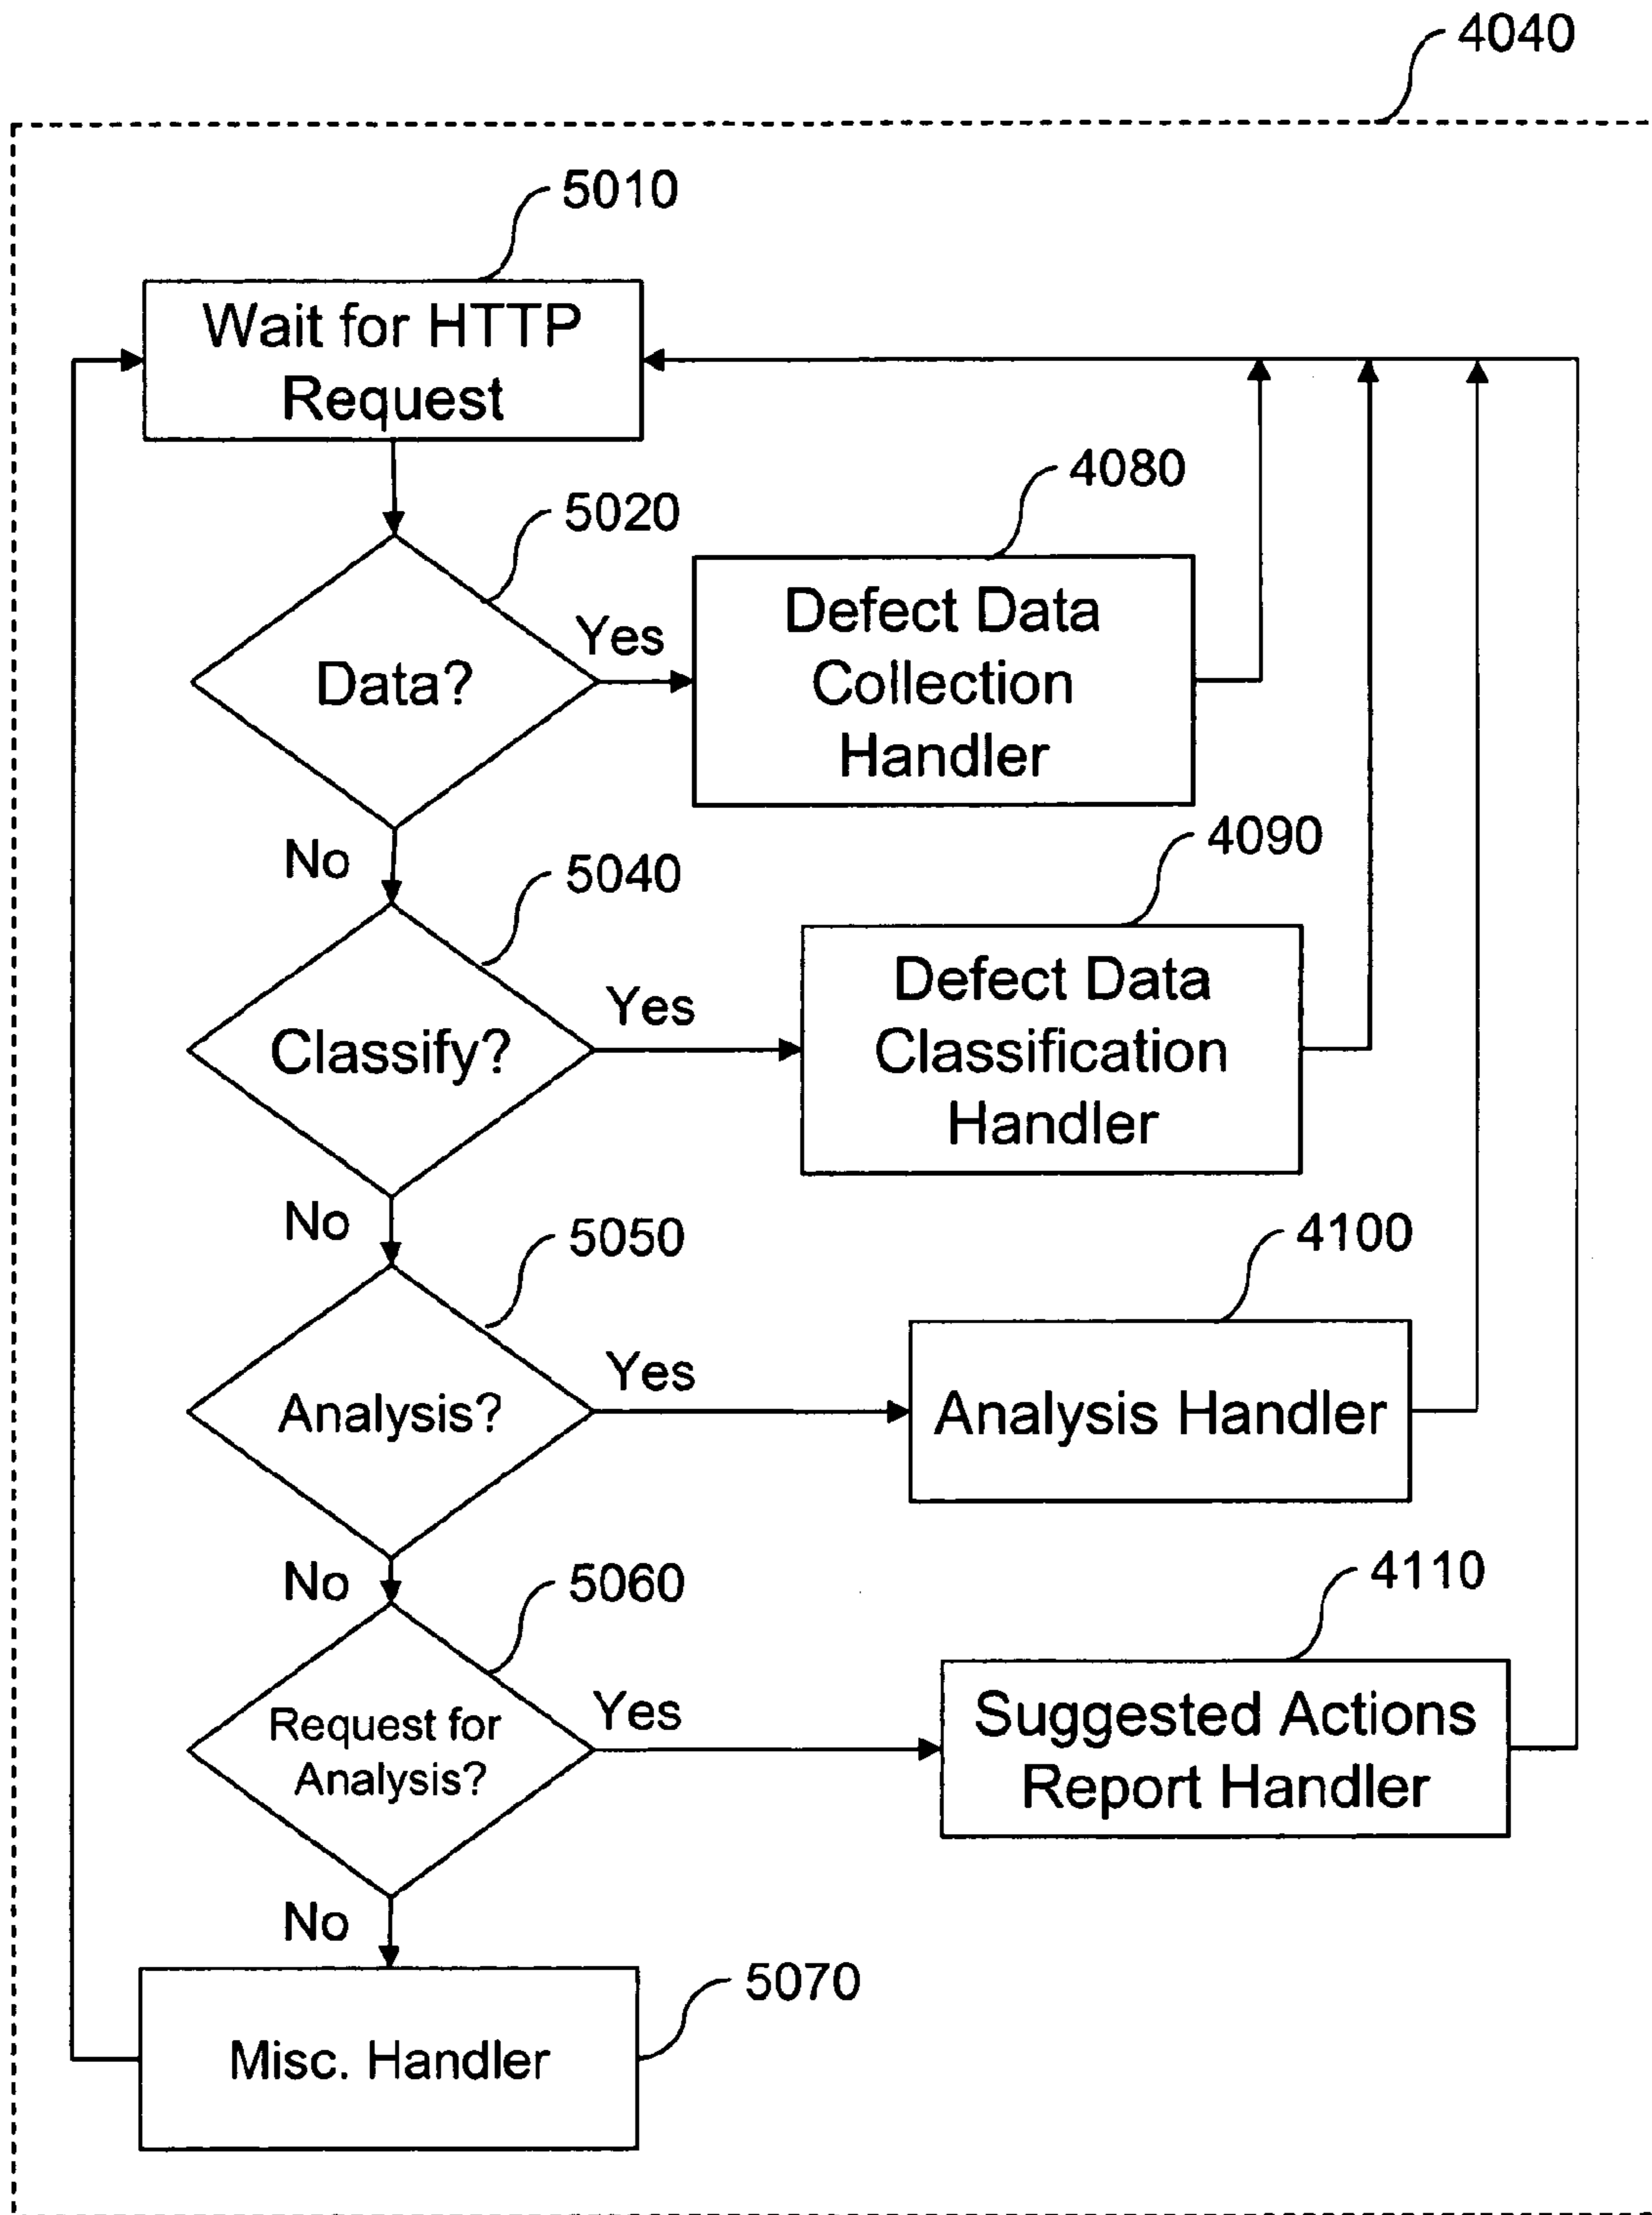 4040
5010
Wait for HTTP
Request
4080
5020
Yes
Defect Data
Collection
Handler
Data?
No
4090
5040
Yes
Defect Data
Classification
Handler
Classify?
No
4100
5050
Yes
Analysis?
Analysis Handler
No
4110
5060
Yes
Request for
Analysis?
Suggested Actions
Report Handler
No
5070
Misc. Handler